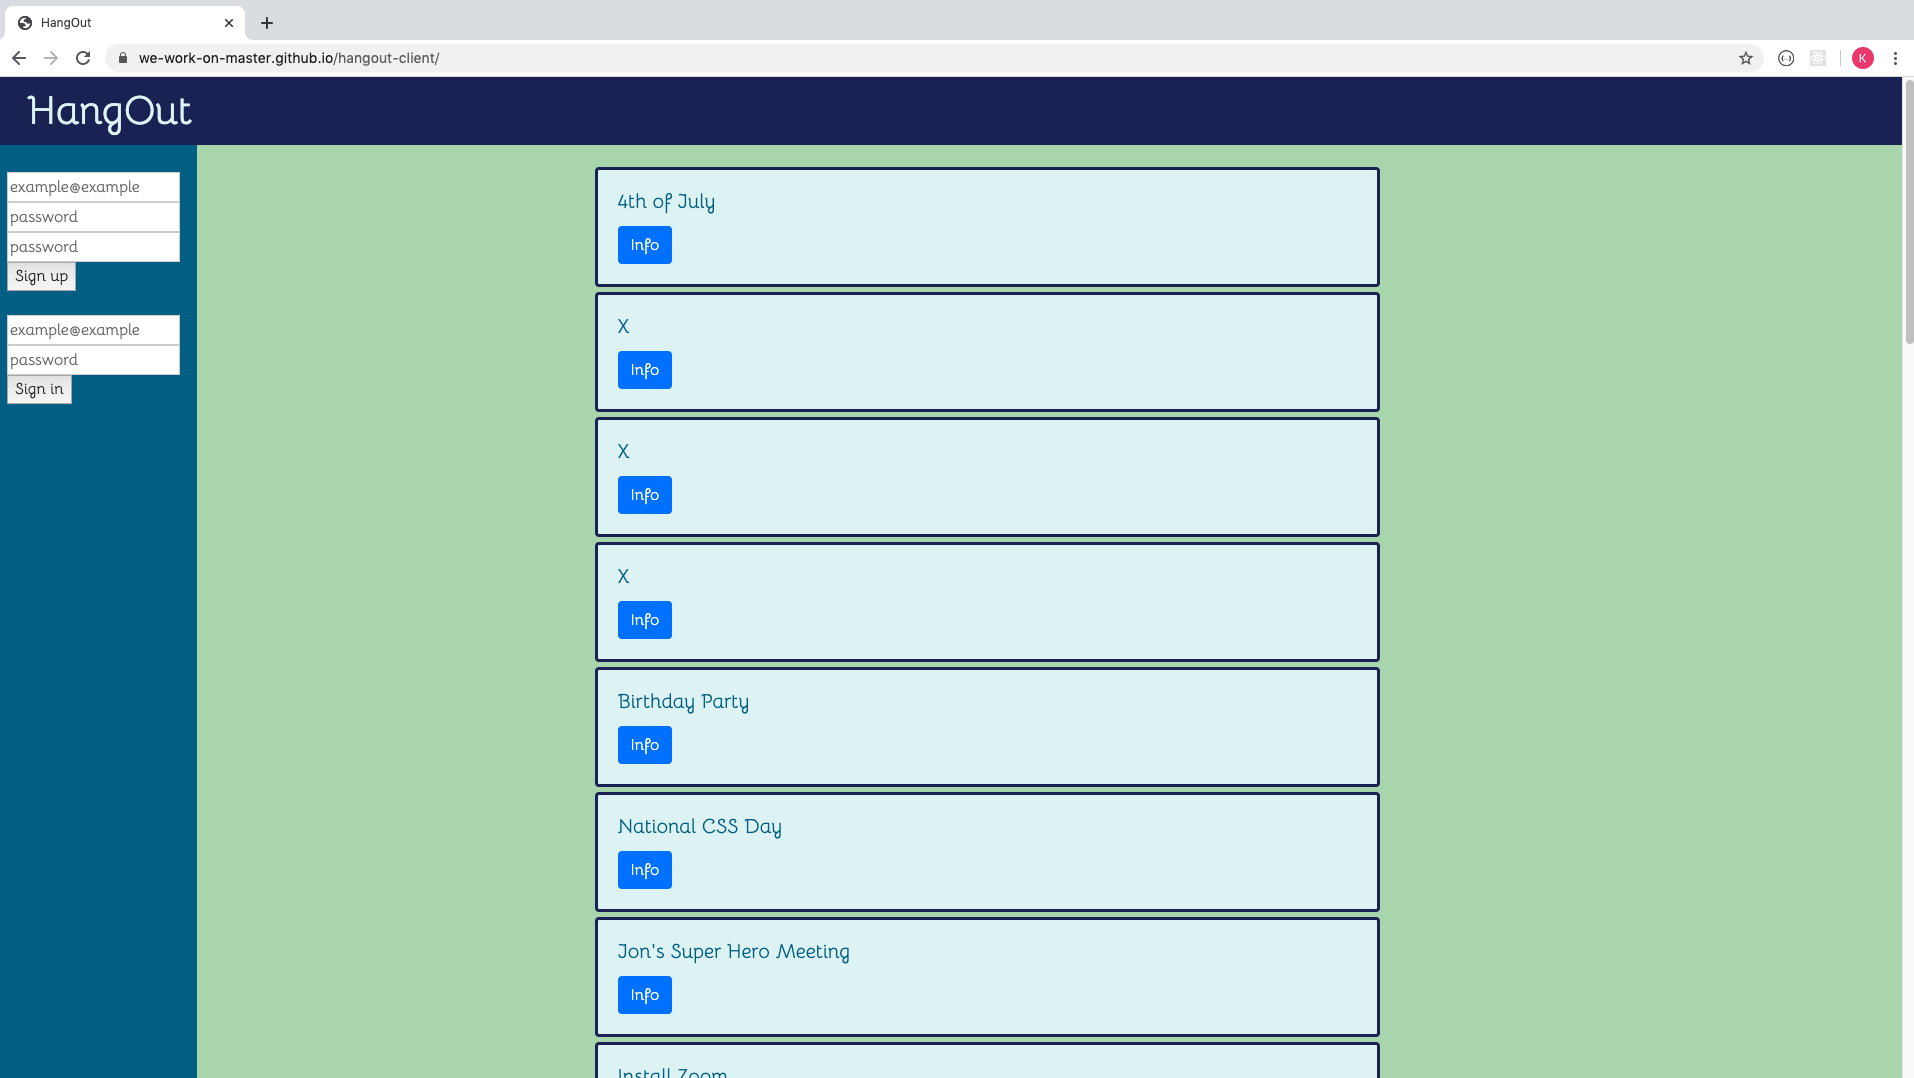 HangOut
we-work-on-master.github.io/hangout-client/
K
HangOut
example@example
password
password
Sign up
example@example
password
Sign in
4th of July
Info
X
Info
X
Info
X
Info
Birthday Party
Info
National CSS Day
Info
Jon's Super Hero Meeting
Info
Install Zoom